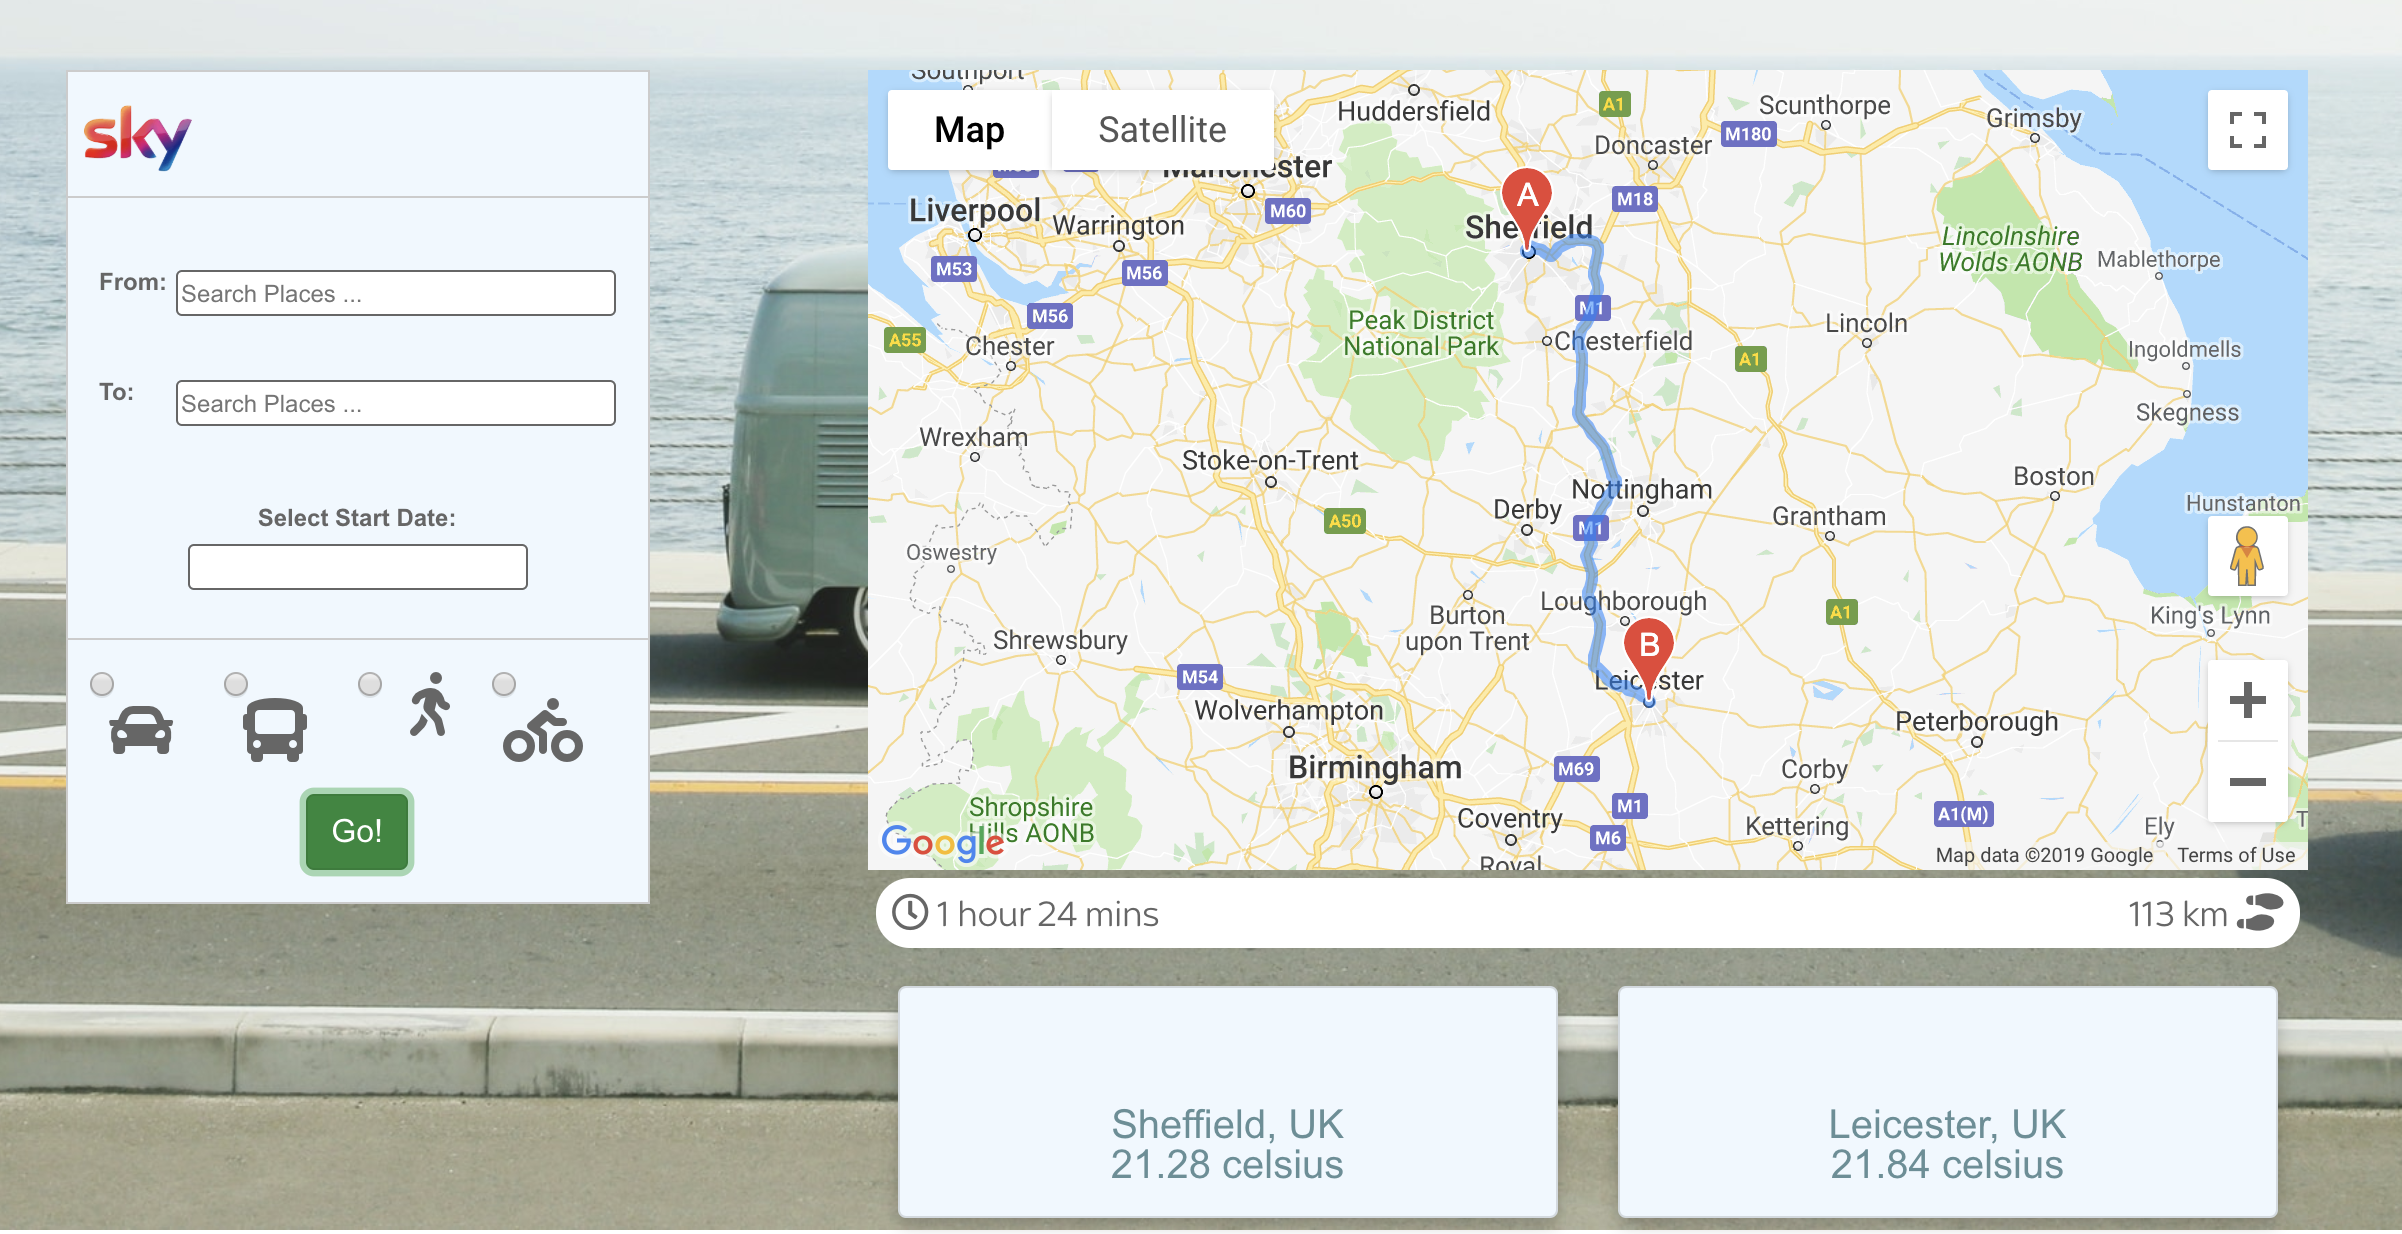 sky
From:
Search Places ...
To:
Search Places ...
Select Start Date:
Go!
Map
Satellite
Southport
Huddersfield
A1
Scunthorpe
Grimsby
Doncaster
M180
Manchester
A
M18
Liverpool
M60
Warrington
Sheffield
Lincolnshire
Wolds AONB
Mablethorpe
M53
M56
M56
M1
A55
Chester
Peak District
National Park
Chesterfield
Lincoln
A1
Ingoldmells
Skegness
Wrexham
Stoke-on-Trent
Nottingham
Boston
Derby
Hunstanton
A50
M1
Grantham
Oswestry
Loughborough
Burton
upon Trent
A1
King's Lynn
Shrewsbury
B
M54
Leicester
Wolverhampton
Peterborough
Birmingham
M69
Corby
Shropshire
Hills AONB
M1
Coventry
A1(M)
Kettering
Ely
M6
Google
Royal
Map data ©2019 Google
Terms of Use
1 hour 24 mins
113 km
Sheffield, UK
21.28 celsius
Leicester, UK
21.84 celsius